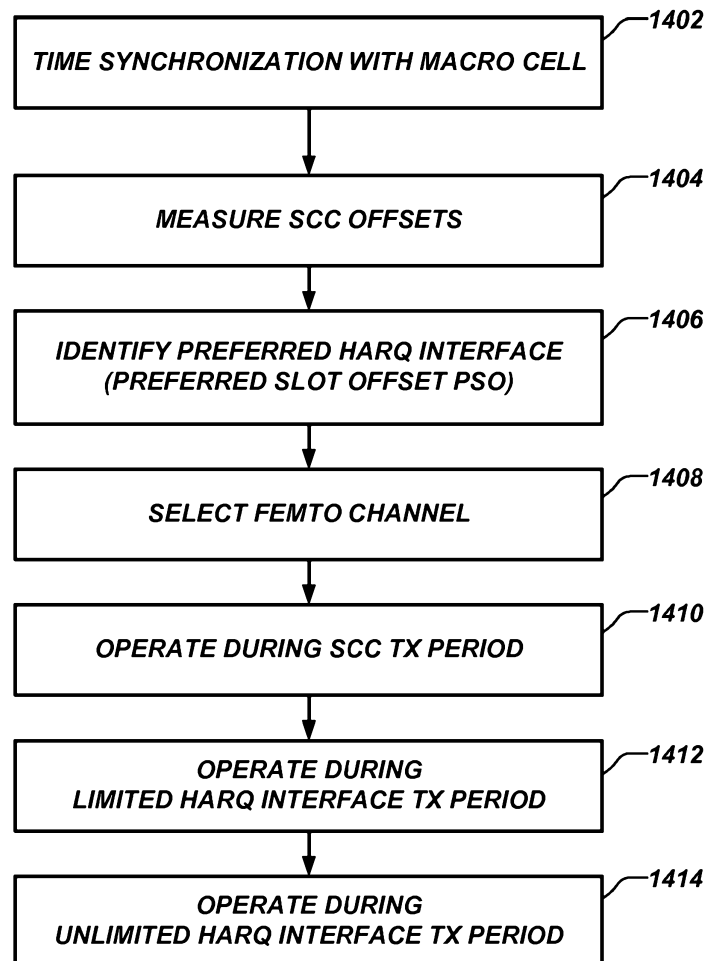 1402
TIME SYNCHRONIZATION WITH MACRO CELL
1404
MEASURE SCC OFFSETS
1406
IDENTIFY PREFERRED HARQ INTERFACE
(PREFERRED SLOT OFFSET PSO)
1408
SELECT FEMTO CHANNEL
1410
OPERATE DURING SCC TX PERIOD
1412
OPERATE DURING
LIMITED HARQ INTERFACE TX PERIOD
1414
OPERATE DURING
UNLIMITED HARQ INTERFACE TX PERIOD